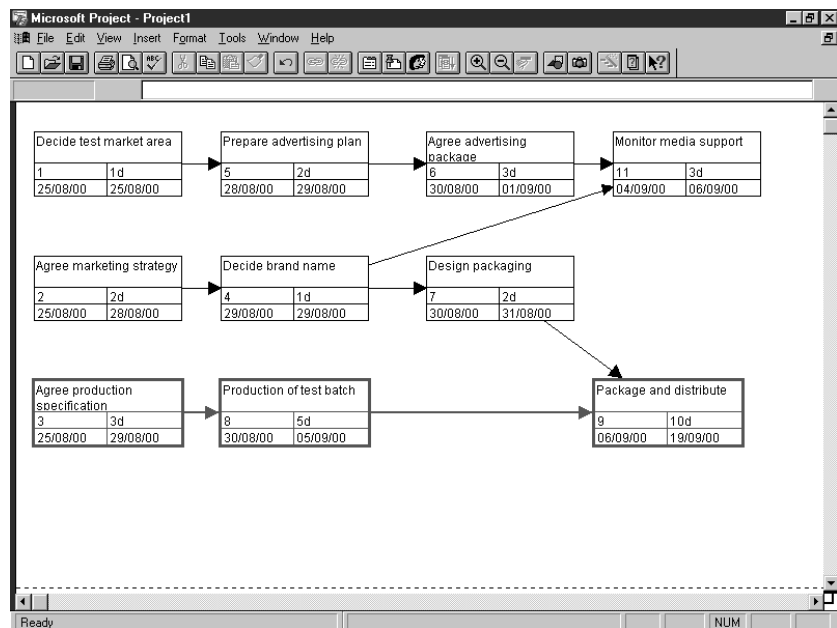 Microsoft Project - Project1
File Edit View Insert Format Tools Window Help
ABC
Decide test market area
1 1d
25/08/00 25/08/00
Prepare advertising plan
5 2d
28/08/00 29/08/00
Agree advertising
package
6 3d
30/08/00 01/09/00
Monitor media support
11 3d
04/09/00 06/09/00
Agree marketing strategy
2 2d
25/08/00 28/08/00
Decide brand name
4 1d
29/08/00 29/08/00
Design packaging
7 2d
30/08/00 31/08/00
Agree production
specification
3 3d
25/08/00 29/08/00
Production of test batch
8 5d
30/08/00 05/09/00
Package and distribute
9 10d
06/09/00 19/09/00
Ready NUM